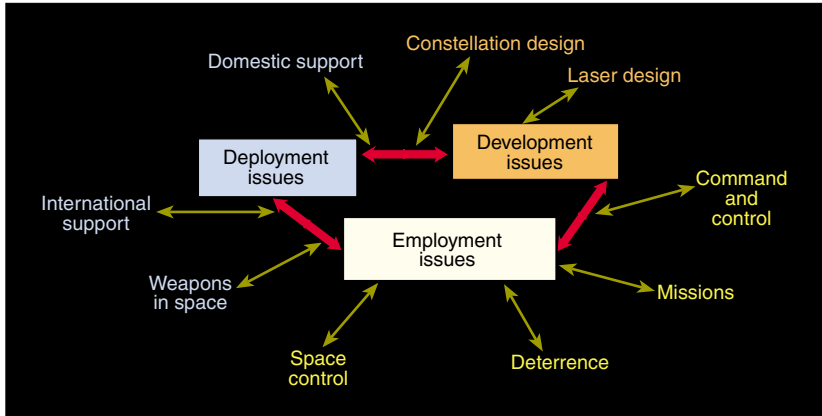 Constellation design
Domestic support
Laser design
Deployment
issues
Development
issues
International
support
Command
and
control
Employment
issues
Weapons
in space
Missions
Space
control
Deterrence